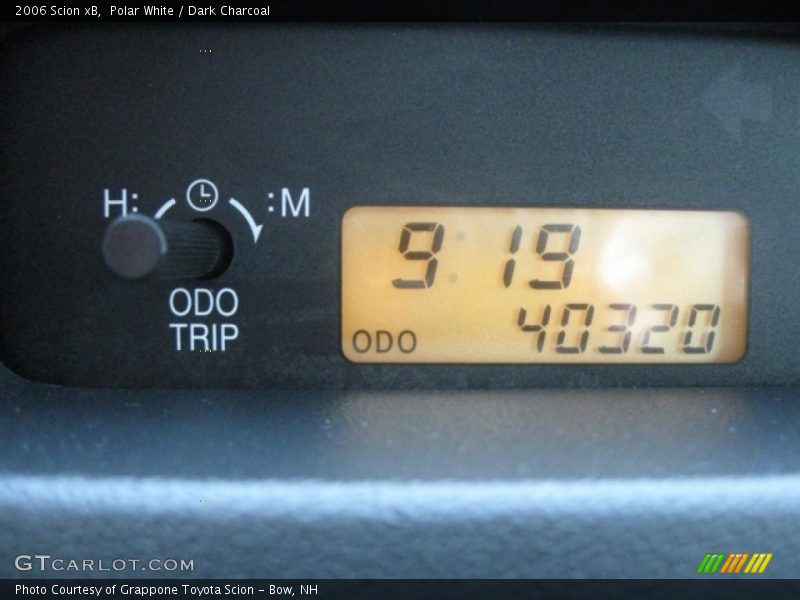 2006 Scion xB, Polar White / Dark Charcoal
H: :M
ODO
TRIP
9:19
ODO 40320
GTCARLOT.COM
Photo Courtesy of Grappone Toyota Scion - Bow, NH